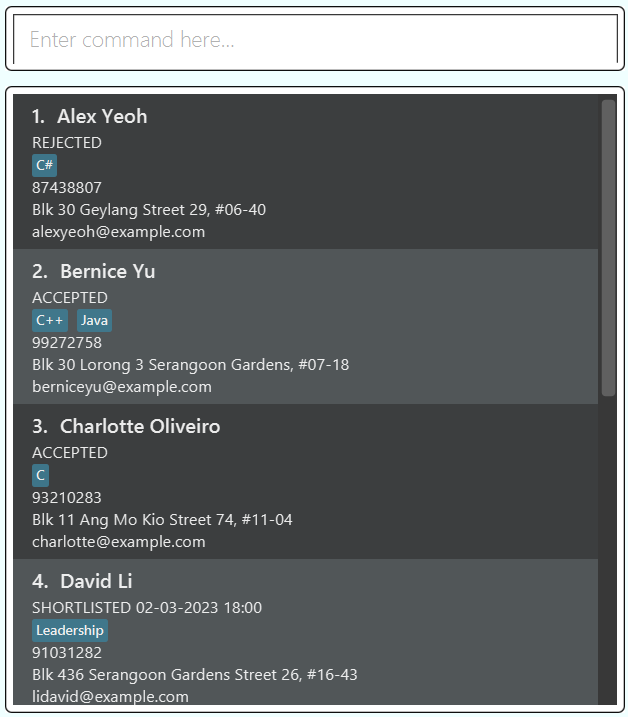 Enter command here...
1. Alex Yeoh
REJECTED
C#
87438807
Blk 30 Geylang Street 29, #06-40
alexyeoh@example.com
2. Bernice Yu
ACCEPTED
C++ Java
99272758
Blk 30 Lorong 3 Serangoon Gardens, #07-18
berniceyu@example.com
3. Charlotte Oliveiro
ACCEPTED
C
93210283
Blk 11 Ang Mo Kio Street 74, #11-04
charlotte@example.com
4. David Li
SHORTLISTED 02-03-2023 18:00
Leadership
91031282
Blk 436 Serangoon Gardens Street 26, #16-43
lidavid@example.com